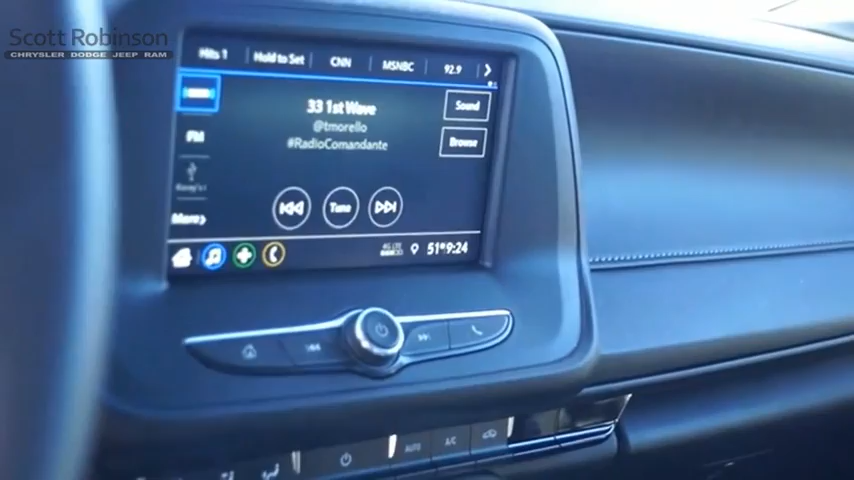 Scott Robinson
CHRYSLER DODGE JEEP RAM
Hits 1 Hold to Set CNN MSNBC 92.9
33 1st Wave
@tmorello
#RadioComandante
Sound
Browse
FM
More
Tune
4G LTE
51° 9:24
AUTO
A/C